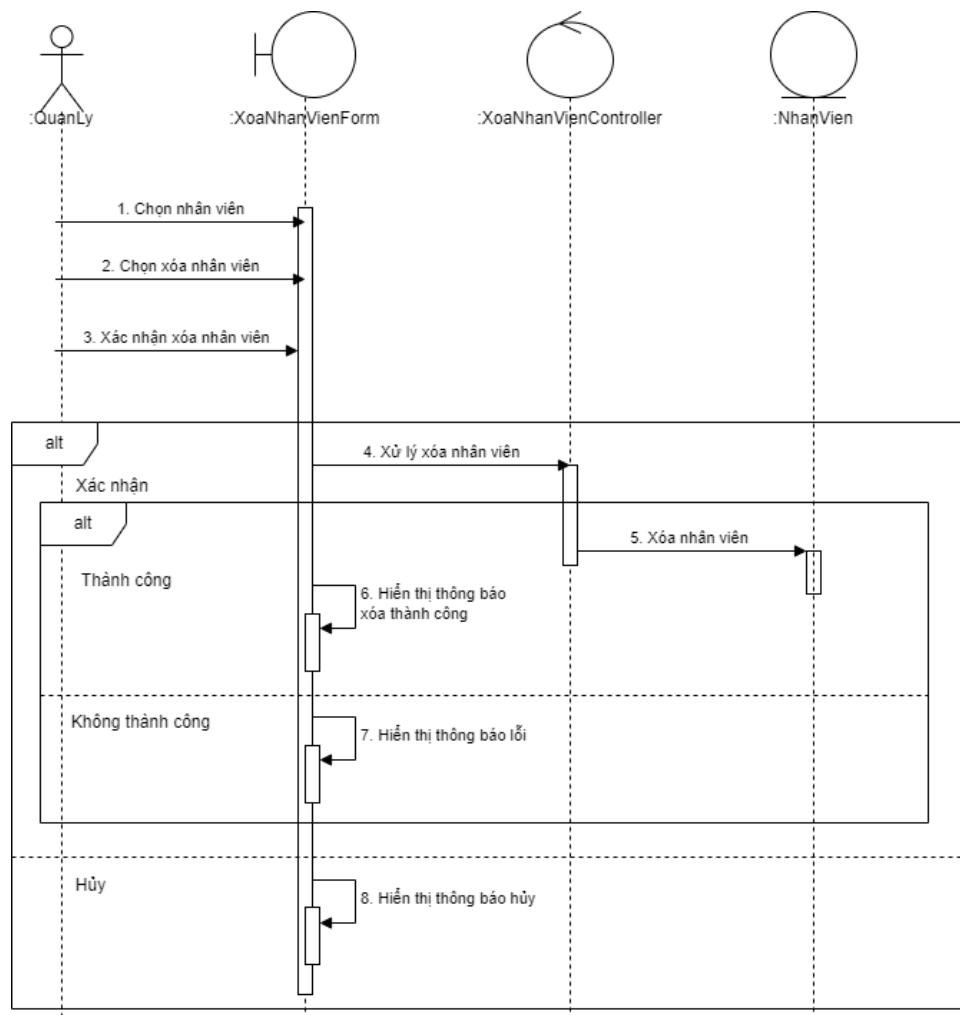 :QuanLy
:XoaNhanVienForm
:XoaNhanVienController
:NhanVien
1. Chọn nhân viên
2. Chọn xóa nhân viên
3. Xác nhận xóa nhân viên
alt
4. Xử lý xóa nhân viên
Xác nhận
alt
5. Xóa nhân viên
Thành công
6. Hiển thị thông báo
xóa thành công
Không thành công
7. Hiển thị thông báo lỗi
Hủy
8. Hiển thị thông báo hủy